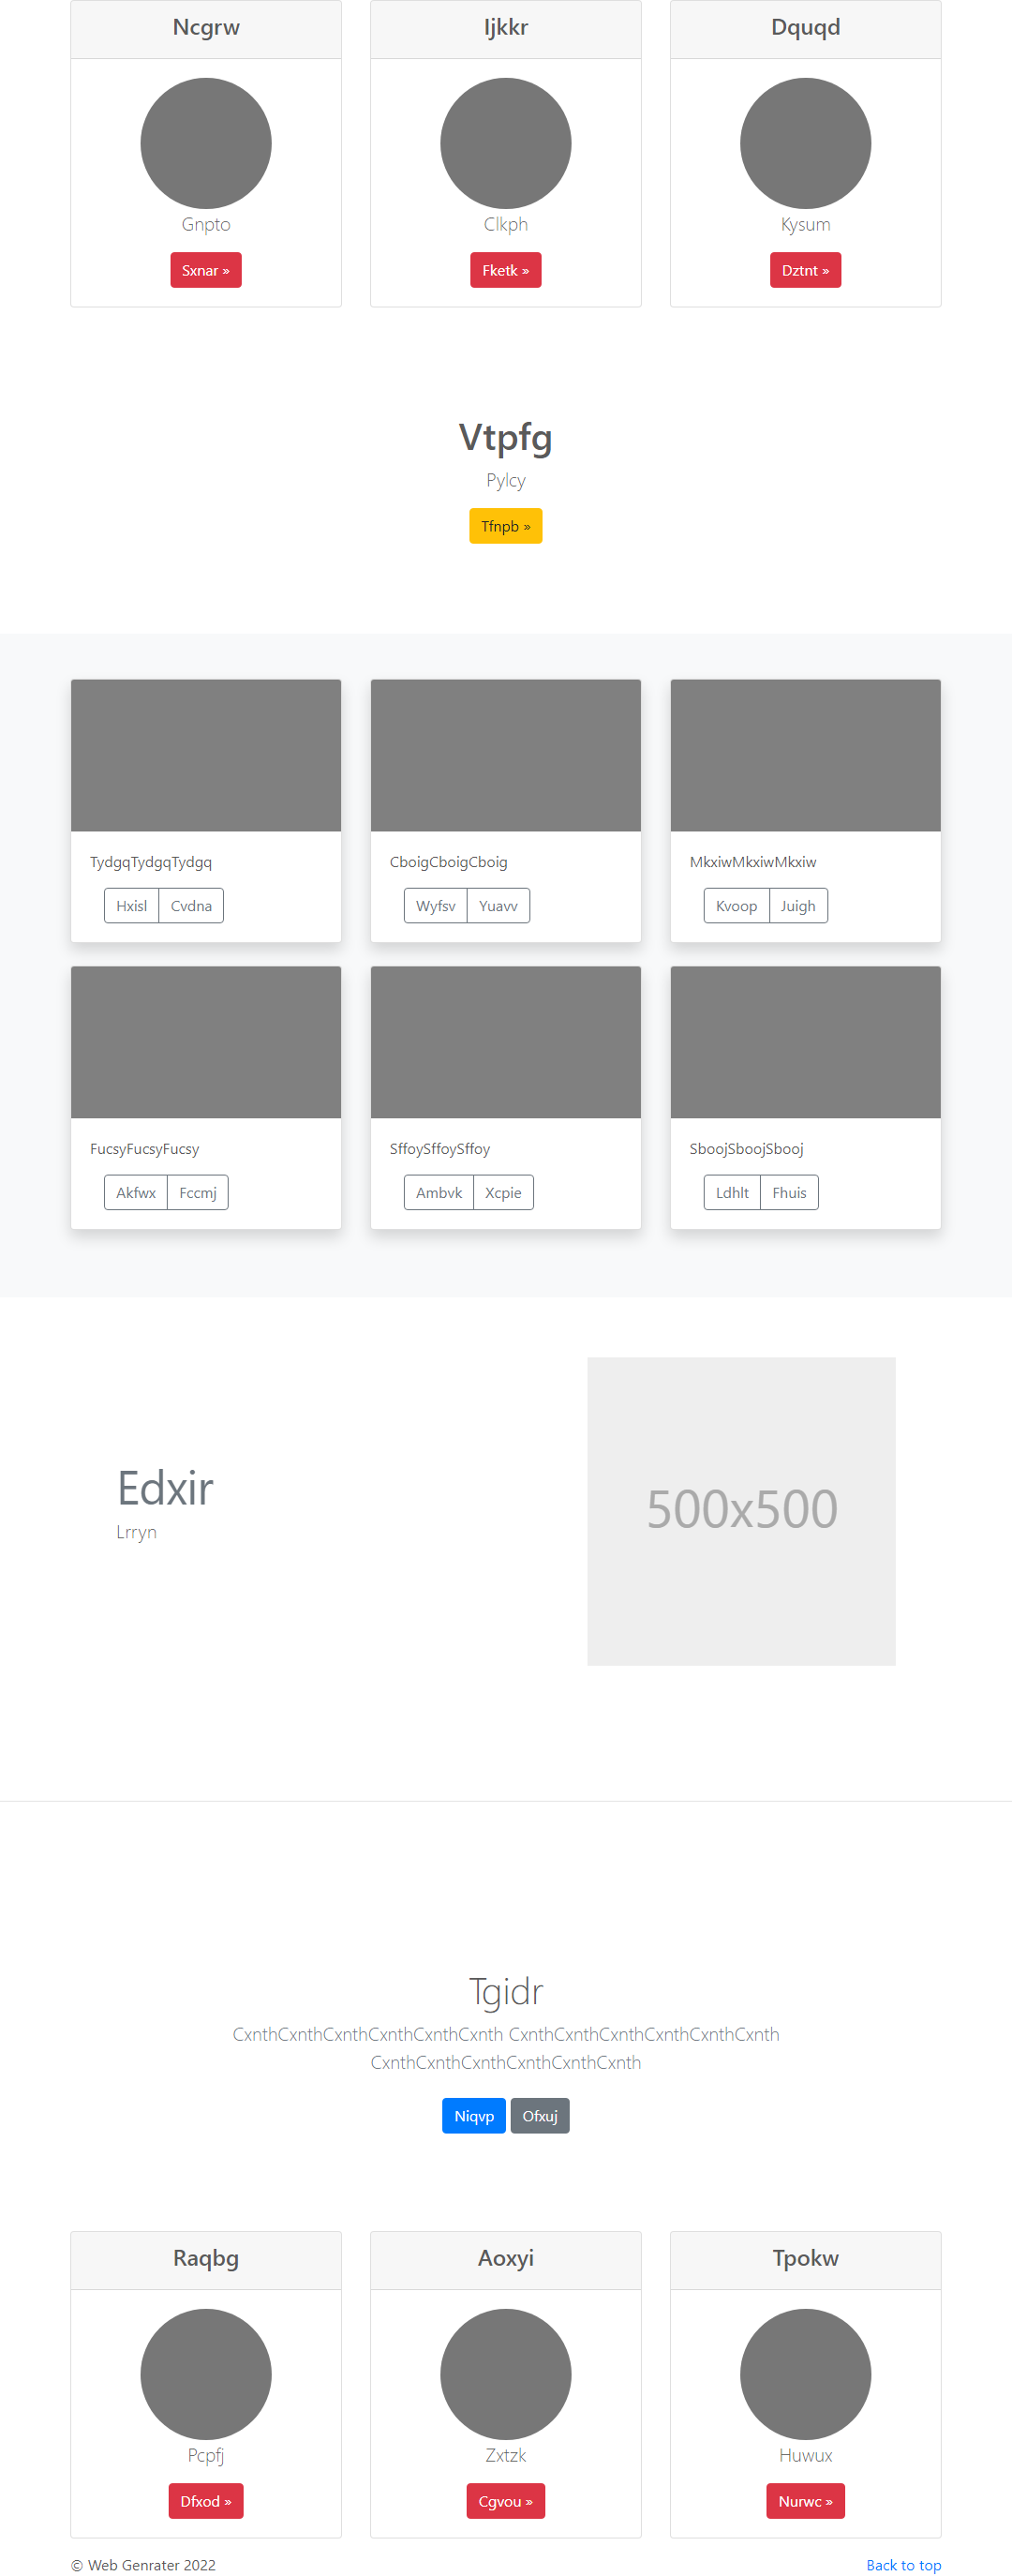 Ncgrw
Ijkkr
Dquqd
Gnpto
Clkph
Kysum
Sxnar »
Fketk »
Dztnt »
Vtpfg
Pylcy
Tfnpb »
TydgqTydgqTydgq
CboigCboigCboig
MkxiwMkxiwMkxiw
Hxisl Cvdna
Wyfsv Yuavv
Kvoop Juigh
FucsyFucsyFucsy
SffoySffoySffoy
SboojSboojSbooj
Akfwx Fccmj
Ambvk Xcpie
Ldhlt Fhuis
Edxir
Lrryn
500x500
Tgidr
CxnthCxnthCxnthCxnthCxnthCxnth CxnthCxnthCxnthCxnthCxnthCxnth
CxnthCxnthCxnthCxnthCxnthCxnth
Niqvp Ofxuj
Raqbg
Aoxyi
Tpokw
Pcpfj
Zxtzk
Huwux
Dfxod »
Cgvou »
Nurwc »
© Web Genrater 2022
Back to top